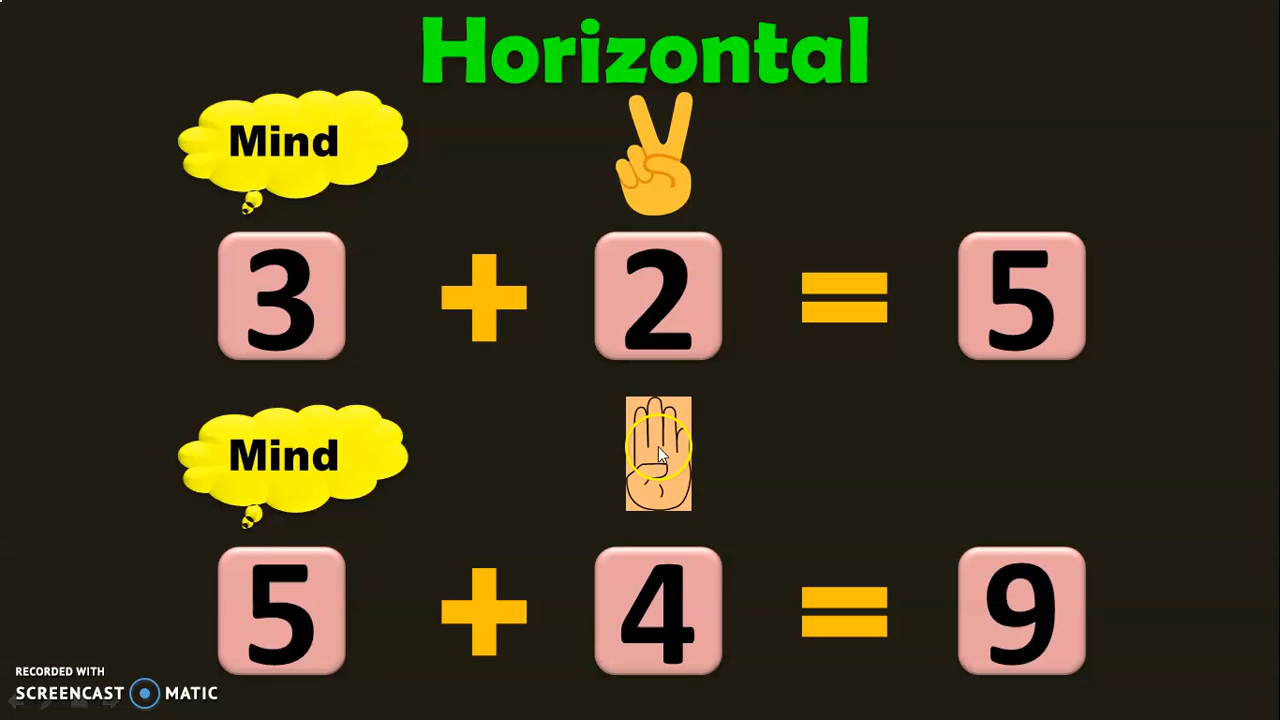 Horizontal
Mind
3 + 2 = 5
Mind
5 + 4 = 9
RECORDED WITH
SCREENCAST MATIC